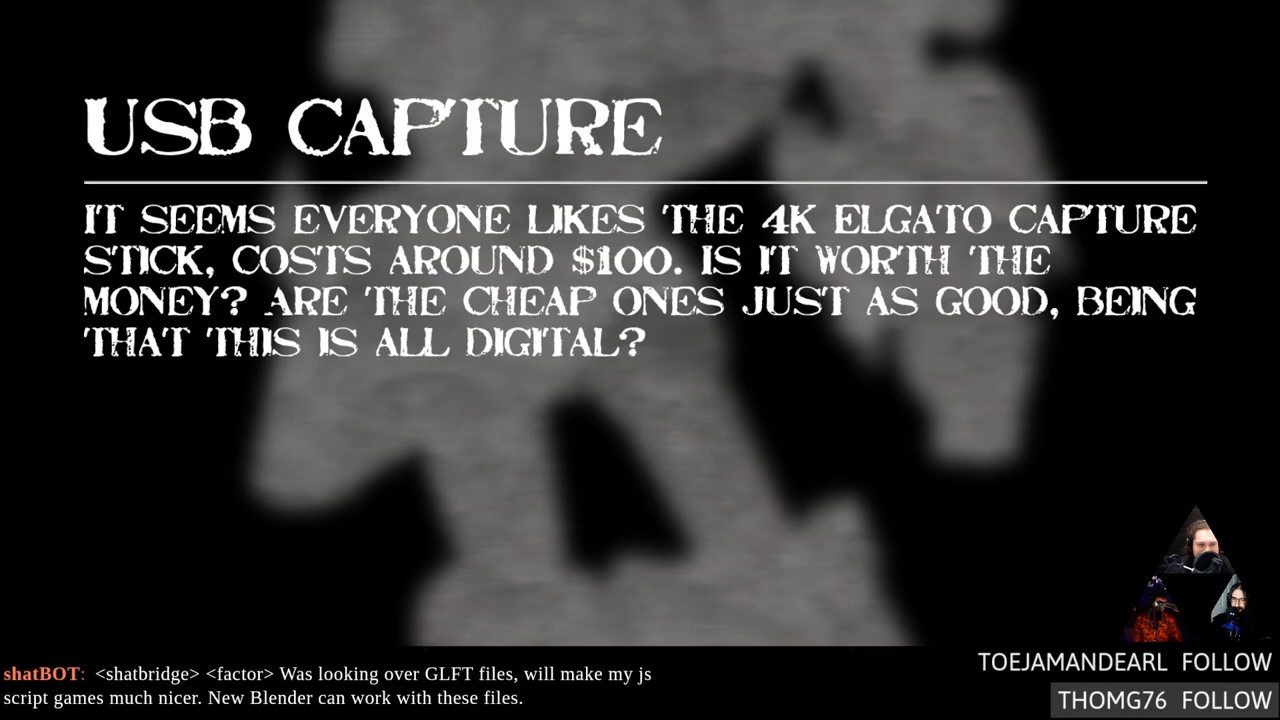 USB CAPTURE
IT SEEMS EVERYONE LIKES THE 4K ELGATO CAPTURE
STICK, COSTS AROUND $100. IS IT WORTH THE
MONEY? ARE THE CHEAP ONES JUST AS GOOD, BEING
THAT THIS IS ALL DIGITAL?
TOEJAMANDEARL FOLLOW
shatBOT: <shatbridge> <factor> Was looking over GLFT files, will make my js
script games much nicer. New Blender can work with these files.
THOMG76 FOLLOW